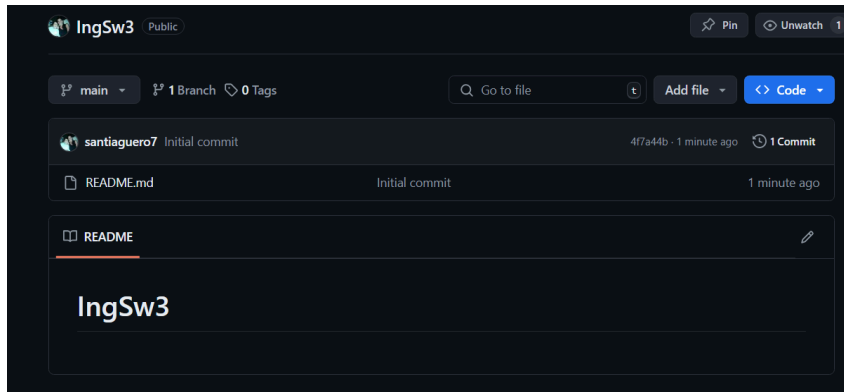 IngSw3 Public Pin Unwatch 1
main 1 Branch 0 Tags Go to file t Add file <> Code
santiaguero7 Initial commit 4f7a44b · 1 minute ago 1 Commit
README.md Initial commit 1 minute ago
README
IngSw3